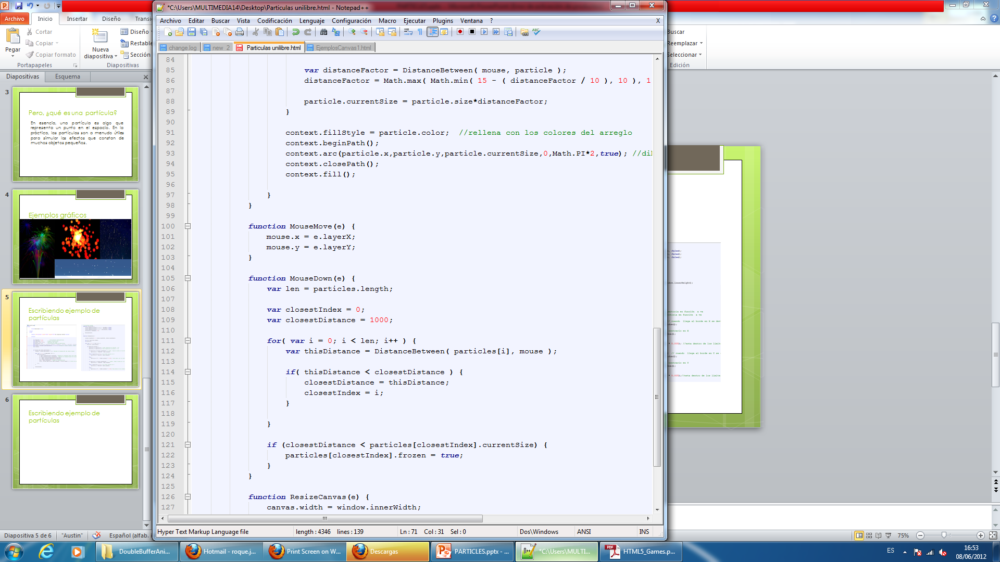 *C:\Users\MULTIMEDIA14\Desktop\Particulas unilibre.html - Notepad++
Archivo Editar Buscar Vista Codificación Lenguaje Configuración Macro Ejecutar Plugins Ventana ? X
change.log new 2 Particulas unilibre.html EjemplosCanvas1.html
84
85 var distanceFactor = DistanceBetween( mouse, particle );
86 distanceFactor = Math.max( Math.min( 15 - ( distanceFactor / 10 ), 10 ), 1
87
88 particle.currentSize = particle.size*distanceFactor;
89 }
90
91 context.fillStyle = particle.color; //rellena con los colores del arreglo
92 context.beginPath();
93 context.arc(particle.x,particle.y,particle.currentSize,0,Math.PI*2,true); //di
94 context.closePath();
95 context.fill();
96
97 }
98 }
99
100 function MouseMove(e) {
101 mouse.x = e.layerX;
102 mouse.y = e.layerY;
103 }
104
105 function MouseDown(e) {
106 var len = particles.length;
107
108 var closestIndex = 0;
109 var closestDistance = 1000;
110
111 for( var i = 0; i < len; i++ ) {
112 var thisDistance = DistanceBetween( particles[i], mouse );
113
114 if( thisDistance < closestDistance ) {
115 closestDistance = thisDistance;
116 closestIndex = i;
117 }
118
119 }
120
121 if (closestDistance < particles[closestIndex].currentSize) {
122 particles[closestIndex].frozen = true;
123 }
124 }
125
126 function ResizeCanvas(e) {
127 canvas.width = window.innerWidth;
Hyper Text Markup Language file length : 4346 lines : 139 Ln : 71 Col : 31 Sel : 0 Dos\Windows ANSI INS
Archivo Inicio Insertar Diseño Transi
Pegar
Cortar
Copiar
Copiar formato
Portapapeles
Nueva
diapositiva
Diseño
Restable
Sección
Diapositivas
Buscar
Reemplazar
Seleccionar
Edición
Diapositivas Esquema
3
Pero, ¿qué es una partícula?
En esencia, una partícula es algo que
representa un punto en el espacio. En la
práctica, las partículas son a menudo útiles
para simular los efectos que constan de
muchos objetos pequeños.
4
Ejemplos gráficos
5
Escribiendo ejemplo de
partículas
6
Escribiendo ejemplo de
partículas
Diapositiva 5 de 6 "Austin" Español (alfab. i
75%
DoubleBufferAni... Hotmail - roque.j... Print Screen on W... Descargas PARTICLES.pptx - ... *C:\Users\MULTI... HTML5_Games.p...
ES
16:53
08/06/2012